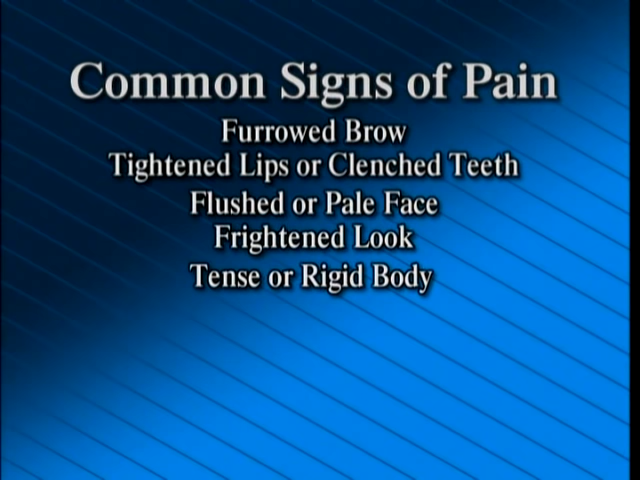 Common Signs of Pain
Furrowed Brow
Tightened Lips or Clenched Teeth
Flushed or Pale Face
Frightened Look
Tense or Rigid Body